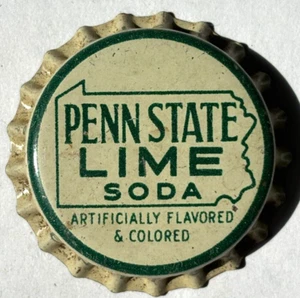 PENN STATE
LIME
SODA
ARTIFICIALLY FLAVORED
& COLORED